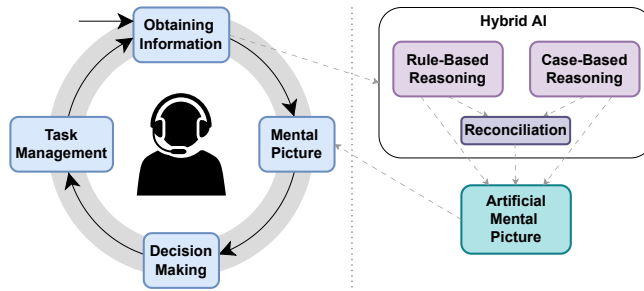 Obtaining
Information
Mental
Picture
Decision
Making
Task
Management
Hybrid AI
Rule-Based
Reasoning
Case-Based
Reasoning
Reconciliation
Artificial
Mental
Picture